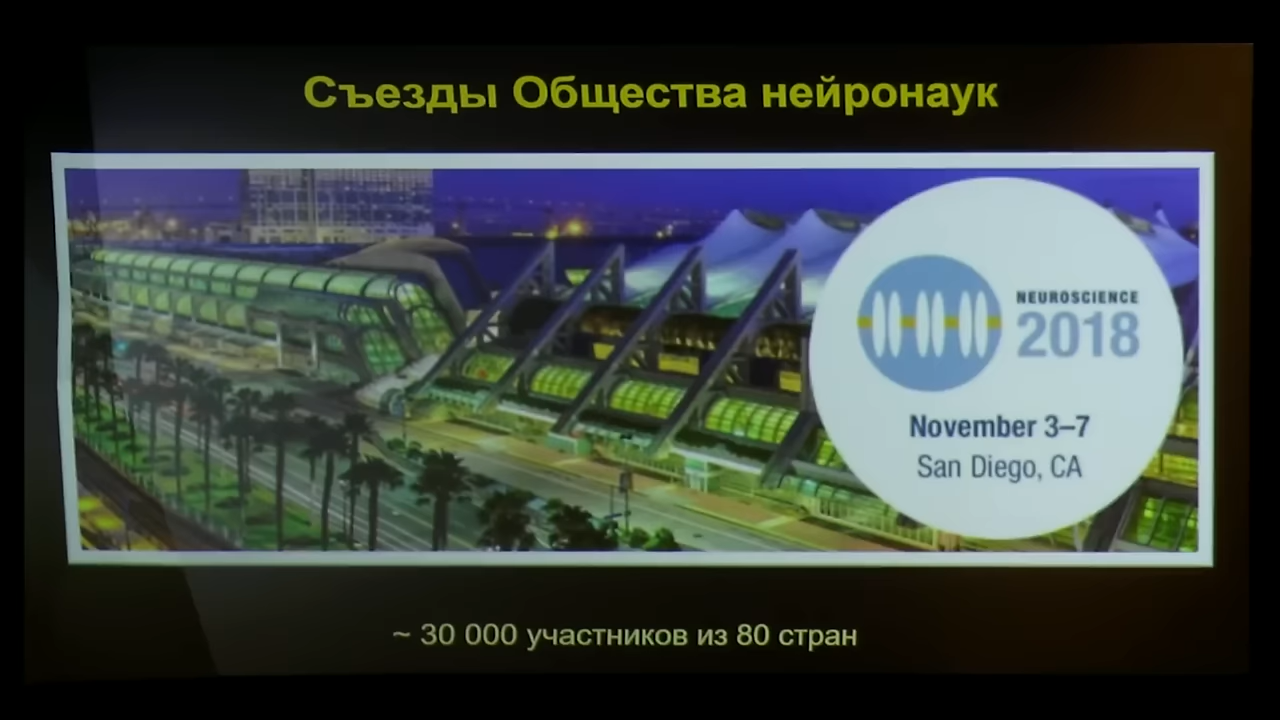 Съезды Общества нейронаук
NEUROSCIENCE
2018
November 3–7
San Diego, CA
~ 30 000 участников из 80 стран